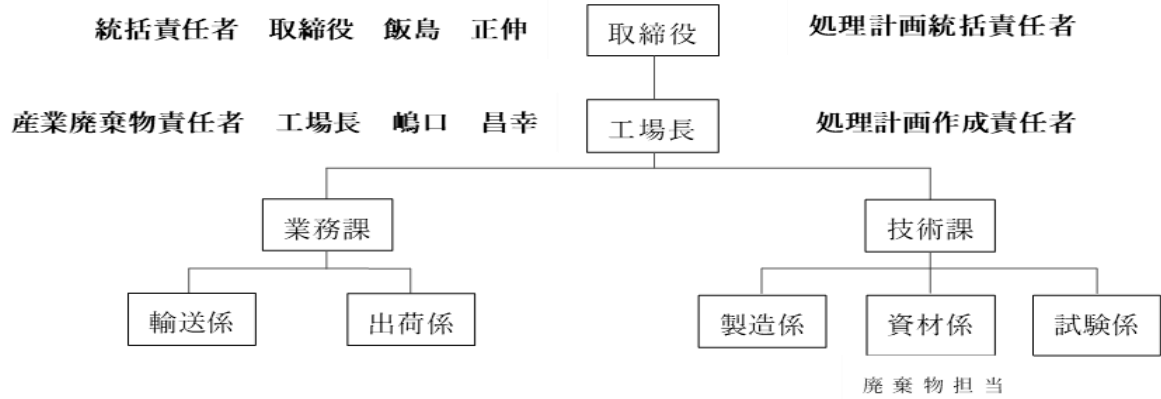 統括責任者 取締役 飯島 正伸
取締役
処理計画統括責任者
産業廃棄物責任者 工場長 嶋口 昌幸
工場長
処理計画作成責任者
業務課
技術課
輸送係
出荷係
製造係
資材係
試験係
廃棄物担当